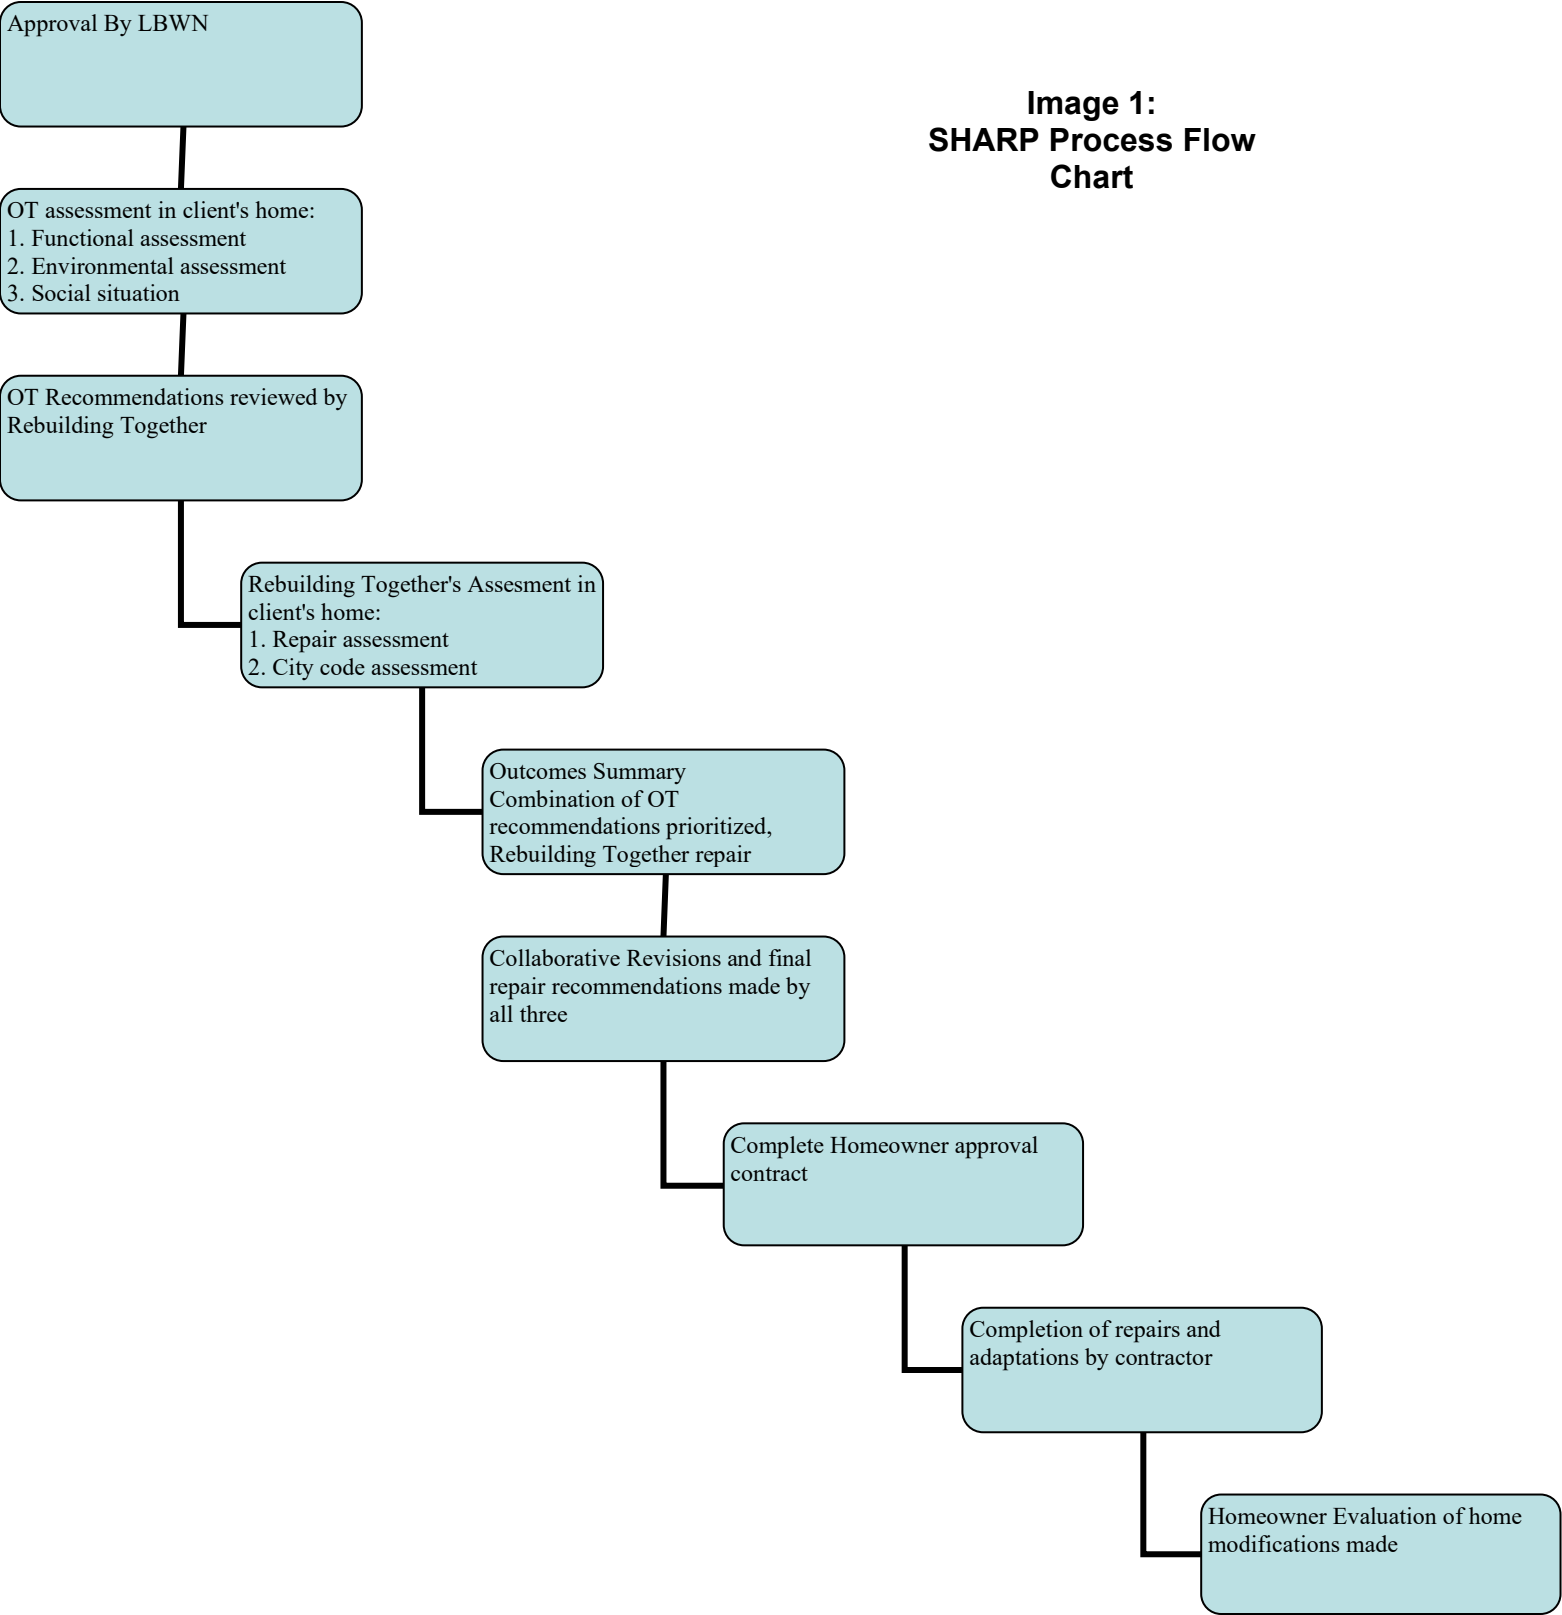 Approval By LBWN
Image 1:
SHARP Process Flow
Chart
OT assessment in client's home:
1. Functional assessment
2. Environmental assessment
3. Social situation
OT Recommendations reviewed by
Rebuilding Together
Rebuilding Together's Assesment in
client's home:
1. Repair assessment
2. City code assessment
Outcomes Summary
Combination of OT
recommendations prioritized,
Rebuilding Together repair
Collaborative Revisions and final
repair recommendations made by
all three
Complete Homeowner approval
contract
Completion of repairs and
adaptations by contractor
Homeowner Evaluation of home
modifications made